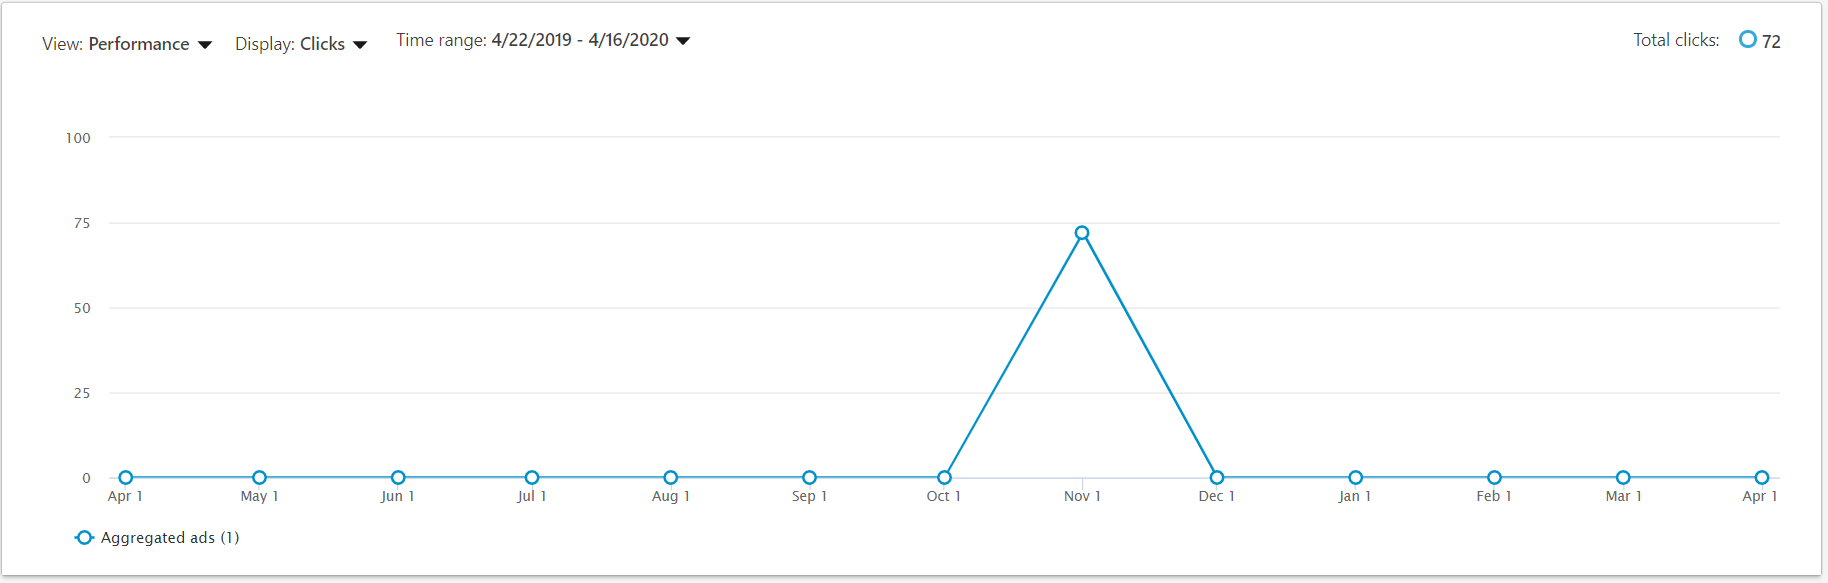 View: Performance Display: Clicks Time range: 4/22/2019 - 4/16/2020 Total clicks: 72
100
75
50
25
0
Apr 1 May 1 Jun 1 Jul 1 Aug 1 Sep 1 Oct 1 Nov 1 Dec 1 Jan 1 Feb 1 Mar 1 Apr 1
Aggregated ads (1)